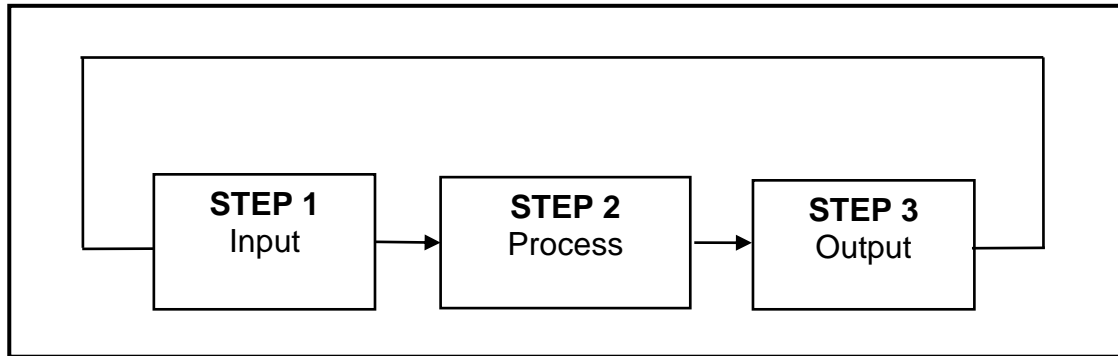 STEP 1
Input
STEP 2
Process
STEP 3
Output